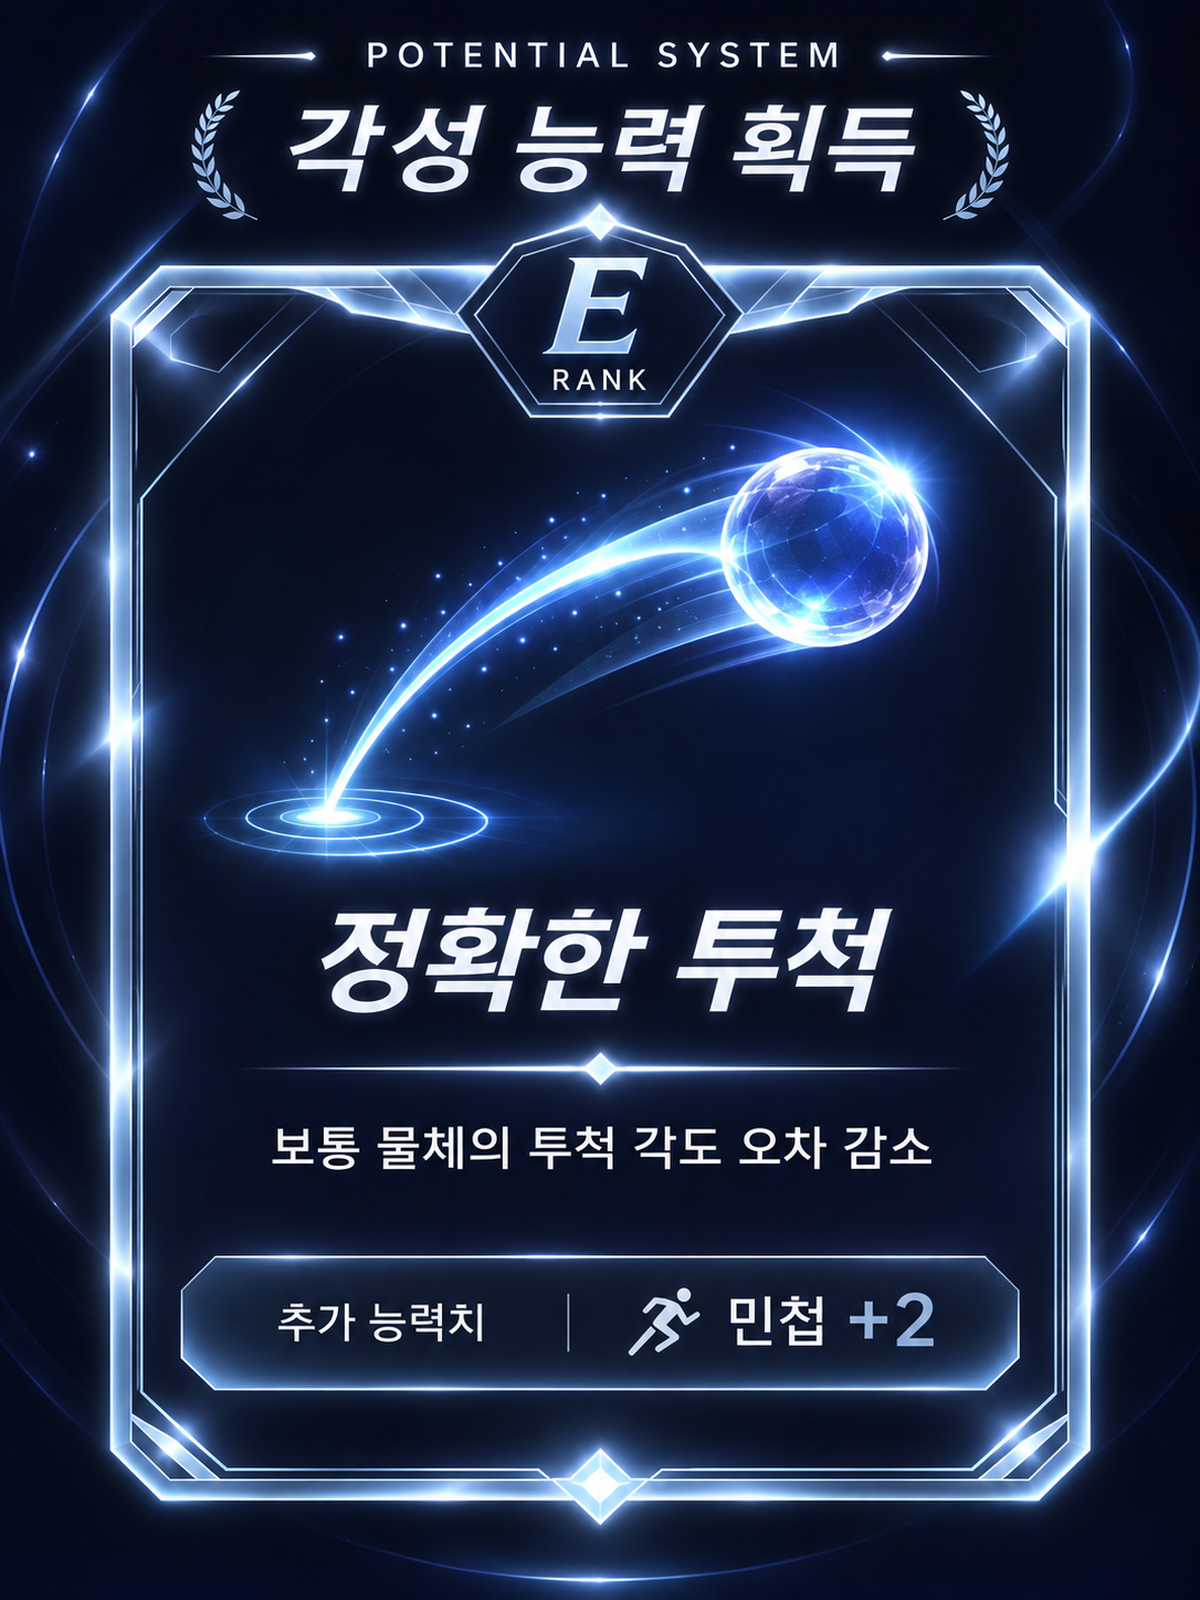 POTENTIAL SYSTEM
각성 능력 획득
E
RANK
정확한 투척
보통 물체의 투척 각도 오차 감소
추가 능력치 민첩 +2